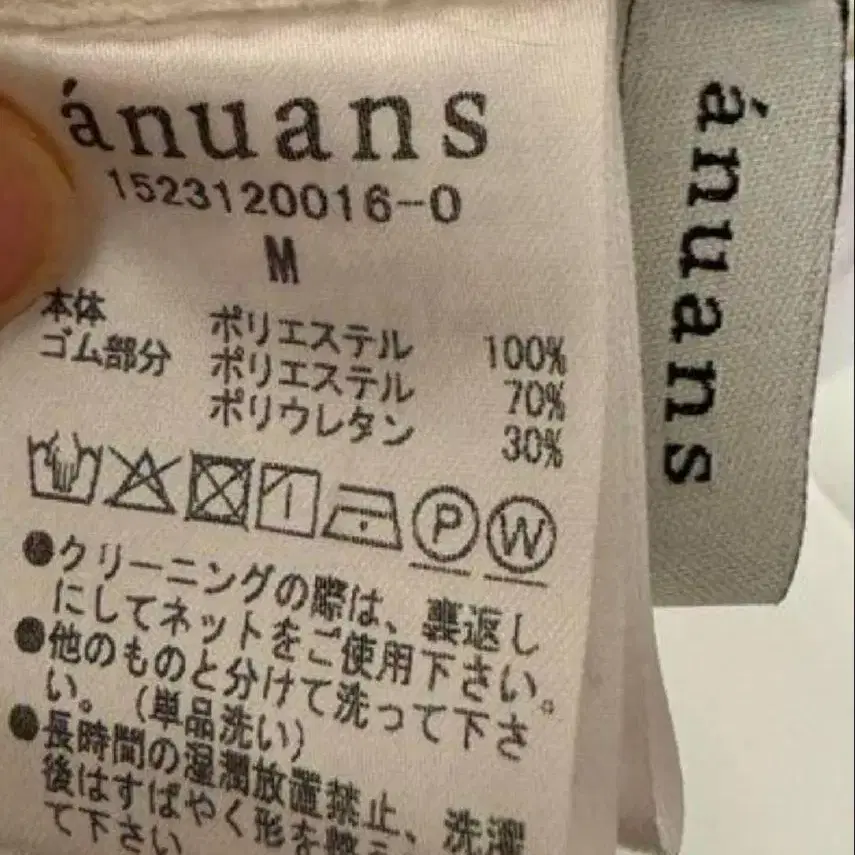 ánuans
1523120016-0
M
本体 ポリエステル 100%
ゴム部分 ポリエステル 70%
ポリウレタン 30%
P W
●クリーニングの際は、裏返し
にしてネットをご使用下さい。
●他のものと分けて洗って下さ
い。(単品洗い)
●長時間の湿潤放置禁止、洗濯
後はすばやく形を整え
て下さい
ánuans